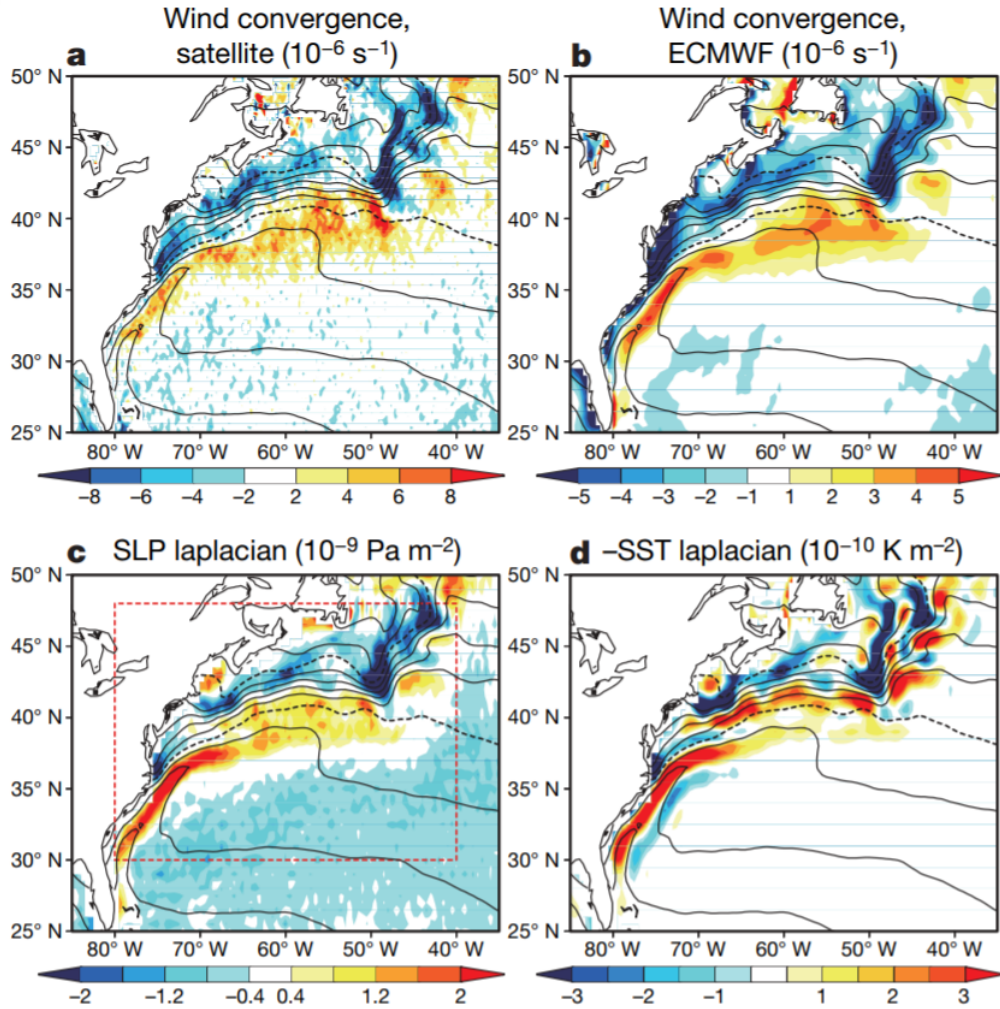 Wind convergence,
a satellite (10⁻⁶ s⁻¹)
50° N
45° N
40° N
35° N
30° N
25° N
80° W 70° W 60° W 50° W 40° W
−8 −6 −4 −2 2 4 6 8
Wind convergence,
b ECMWF (10⁻⁶ s⁻¹)
50° N
45° N
40° N
35° N
30° N
25° N
80° W 70° W 60° W 50° W 40° W
−5 −4 −3 −2 −1 1 2 3 4 5
c SLP laplacian (10⁻⁹ Pa m⁻²)
50° N
45° N
40° N
35° N
30° N
25° N
80° W 70° W 60° W 50° W 40° W
−2 −1.2 −0.4 0.4 1.2 2
d −SST laplacian (10⁻¹⁰ K m⁻²)
50° N
45° N
40° N
35° N
30° N
25° N
80° W 70° W 60° W 50° W 40° W
−3 −2 −1 1 2 3